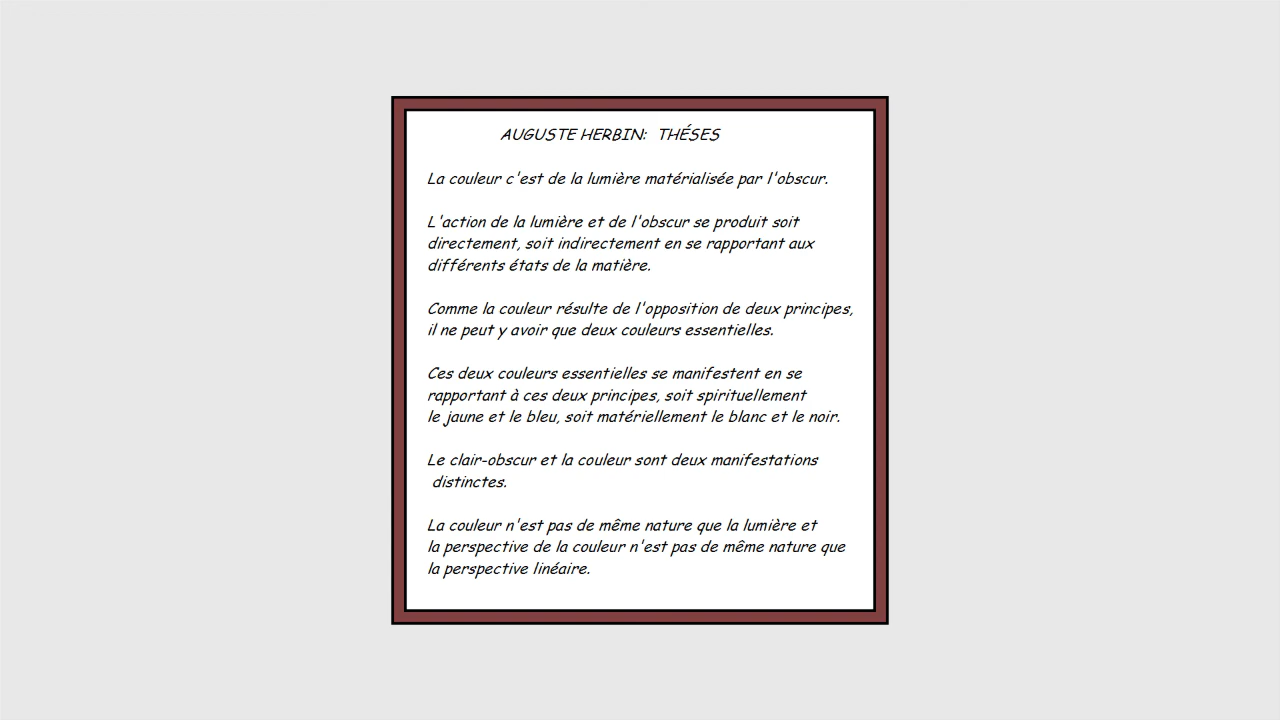 AUGUSTE HERBIN: THÉSES
La couleur c'est de la lumière matérialisée par l'obscur.
L'action de la lumière et de l'obscur se produit soit
directement, soit indirectement en se rapportant aux
différents états de la matière.
Comme la couleur résulte de l'opposition de deux principes,
il ne peut y avoir que deux couleurs essentielles.
Ces deux couleurs essentielles se manifestent en se
rapportant à ces deux principes, soit spirituellement
le jaune et le bleu, soit matériellement le blanc et le noir.
Le clair-obscur et la couleur sont deux manifestations
distinctes.
La couleur n'est pas de même nature que la lumière et
la perspective de la couleur n'est pas de même nature que
la perspective linéaire.